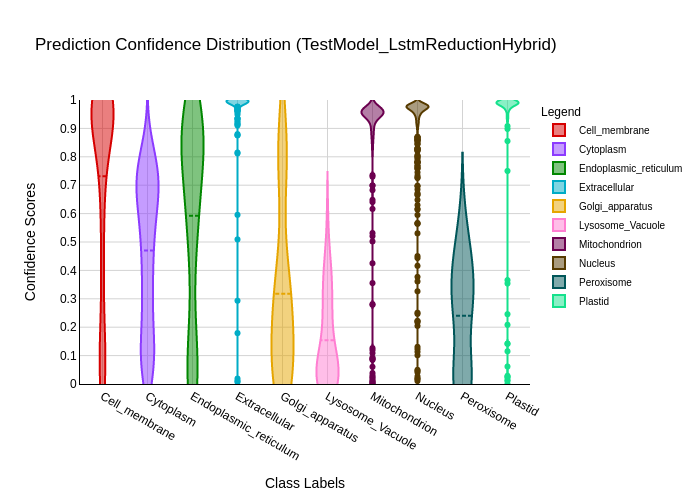 Prediction Confidence Distribution (TestModel_LstmReductionHybrid)
Confidence Scores
1
0.9
0.8
0.7
0.6
0.5
0.4
0.3
0.2
0.1
0
Cell_membrane
Cytoplasm
Endoplasmic_reticulum
Extracellular
Golgi_apparatus
Lysosome_Vacuole
Mitochondrion
Nucleus
Peroxisome
Plastid
Class Labels
Legend
Cell_membrane
Cytoplasm
Endoplasmic_reticulum
Extracellular
Golgi_apparatus
Lysosome_Vacuole
Mitochondrion
Nucleus
Peroxisome
Plastid